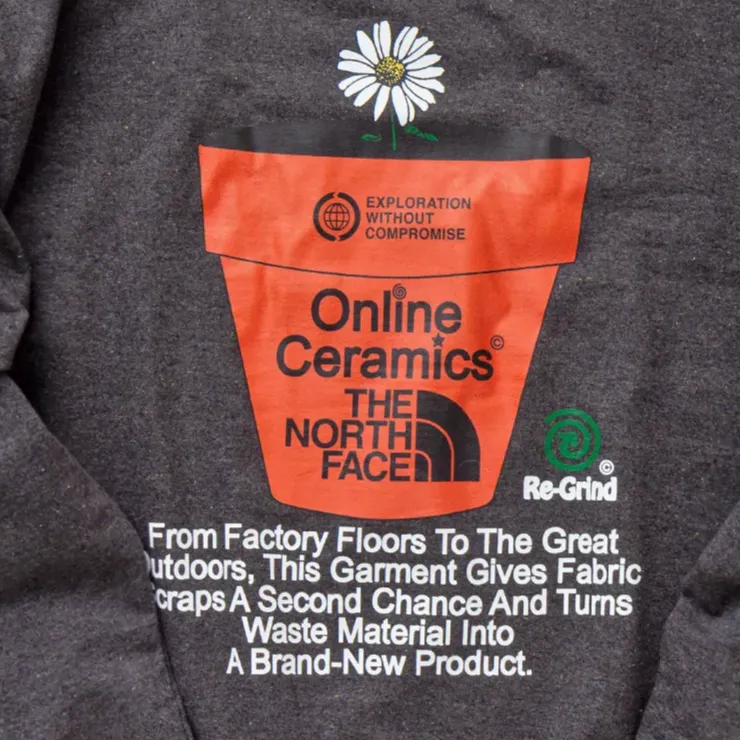 EXPLORATION
WITHOUT
COMPROMISE
Online
Ceramics©
THE
NORTH
FACE
©
Re-Grind
From Factory Floors To The Great
utdoors, This Garment Gives Fabric
craps A Second Chance And Turns
Waste Material Into
A Brand-New Product.